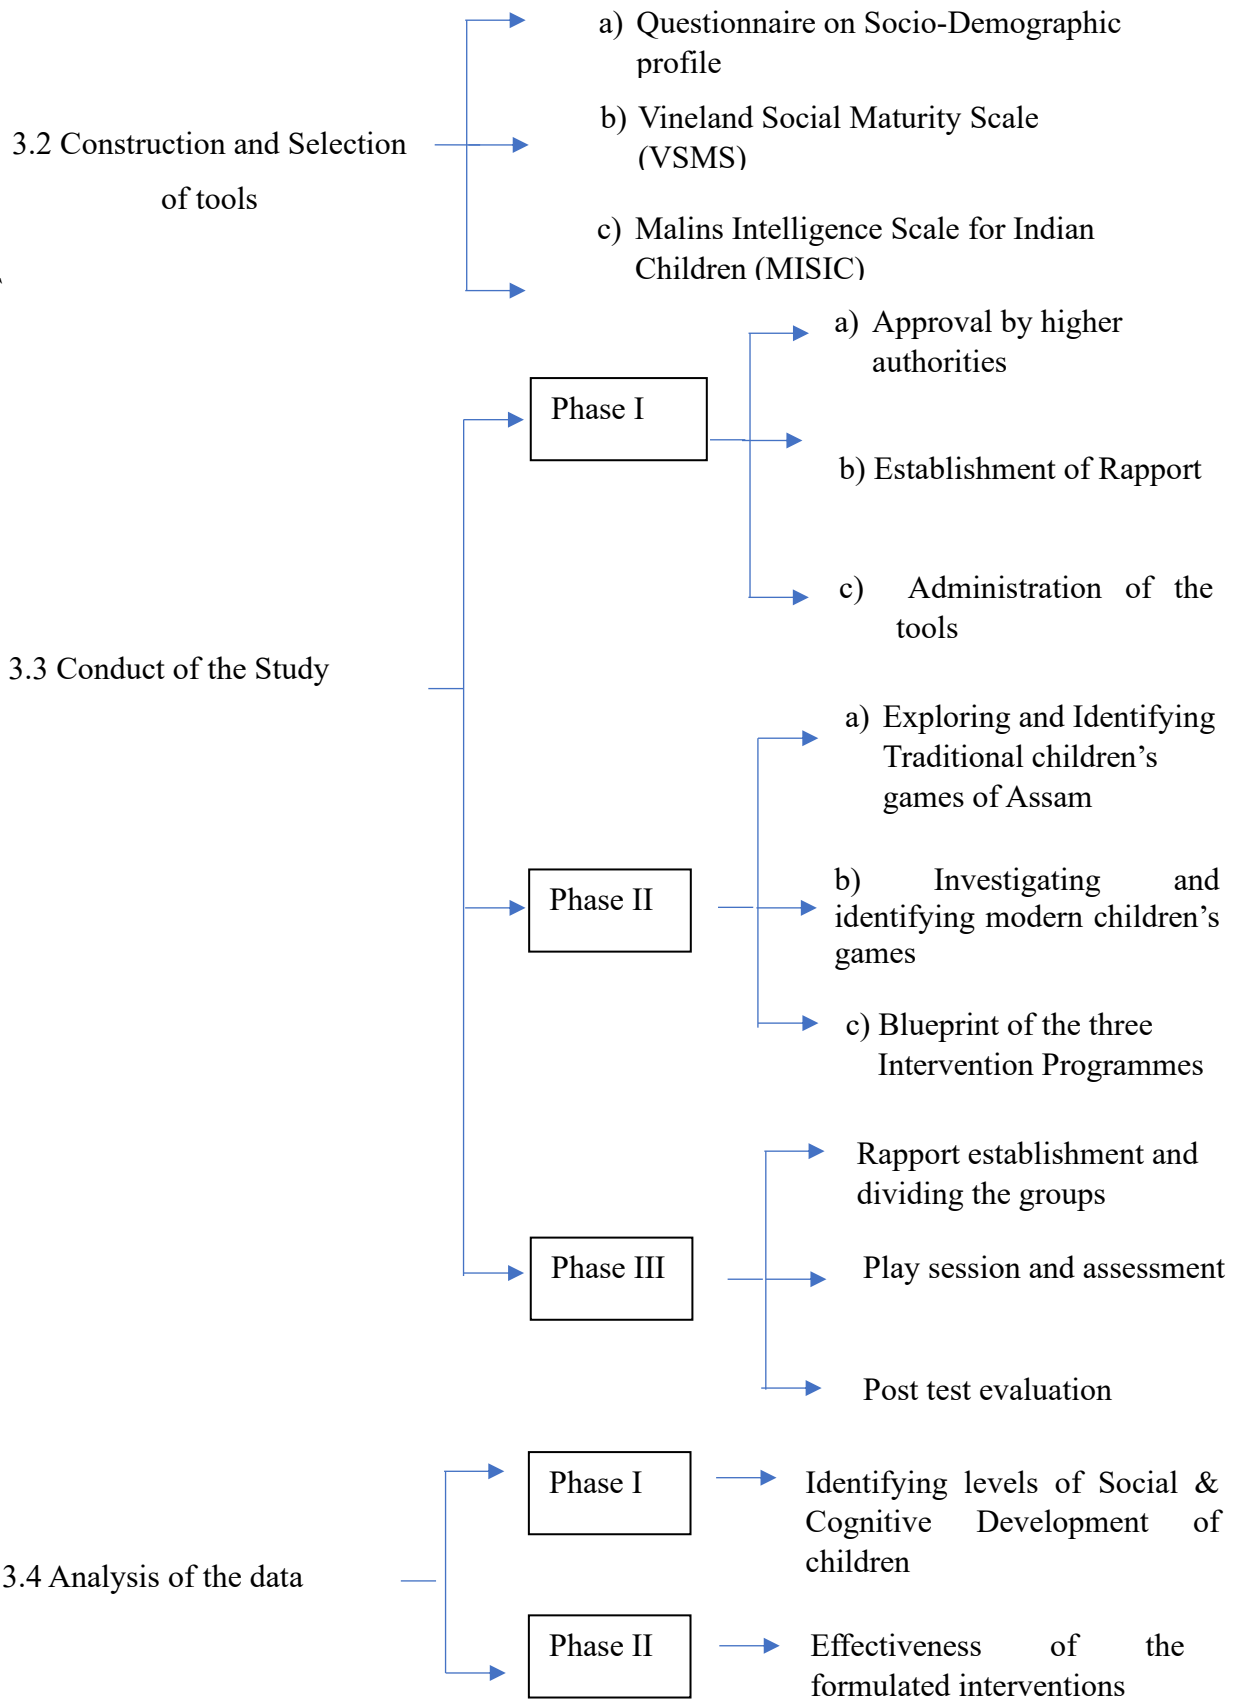 a) Questionnaire on Socio-Demographic
profile
3.2 Construction and Selection
of tools
b) Vineland Social Maturity Scale
(VSMS)
c) Malins Intelligence Scale for Indian
Children (MISIC)
3.3 Conduct of the Study
Phase I
a) Approval by higher
authorities
b) Establishment of Rapport
c) Administration of the
tools
Phase II
a) Exploring and Identifying
Traditional children’s
games of Assam
b) Investigating and
identifying modern children’s
games
c) Blueprint of the three
Intervention Programmes
Phase III
Rapport establishment and
dividing the groups
Play session and assessment
Post test evaluation
3.4 Analysis of the data
Phase I
Identifying levels of Social &
Cognitive Development of
children
Phase II
Effectiveness of the
formulated interventions